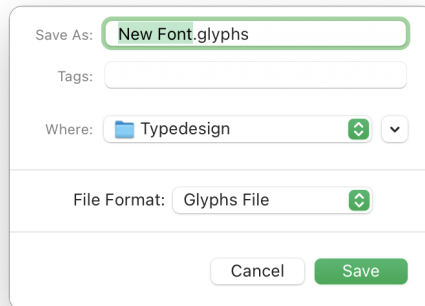 Save As: New Font.glyphs
Tags:
Where: Typedesign
File Format: Glyphs File
Cancel Save